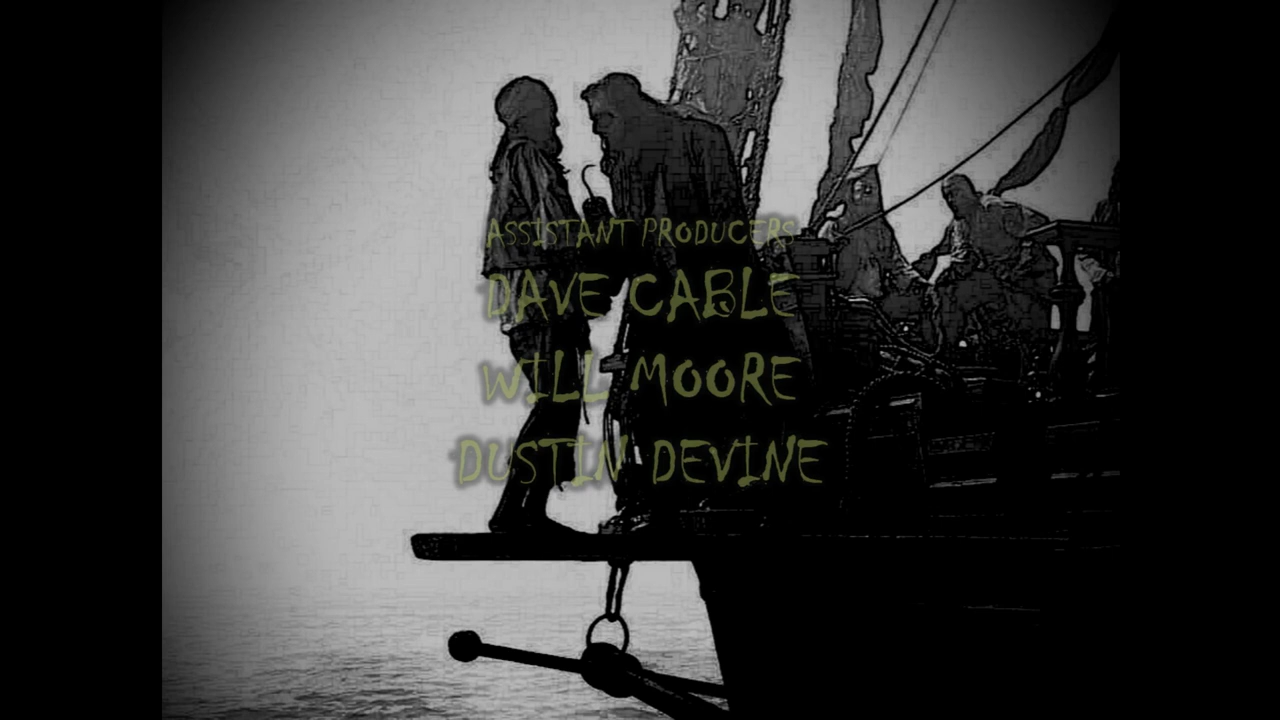 ASSISTANT PRODUCERS
DAVE CABLE
WILL MOORE
DUSTIN DEVINE